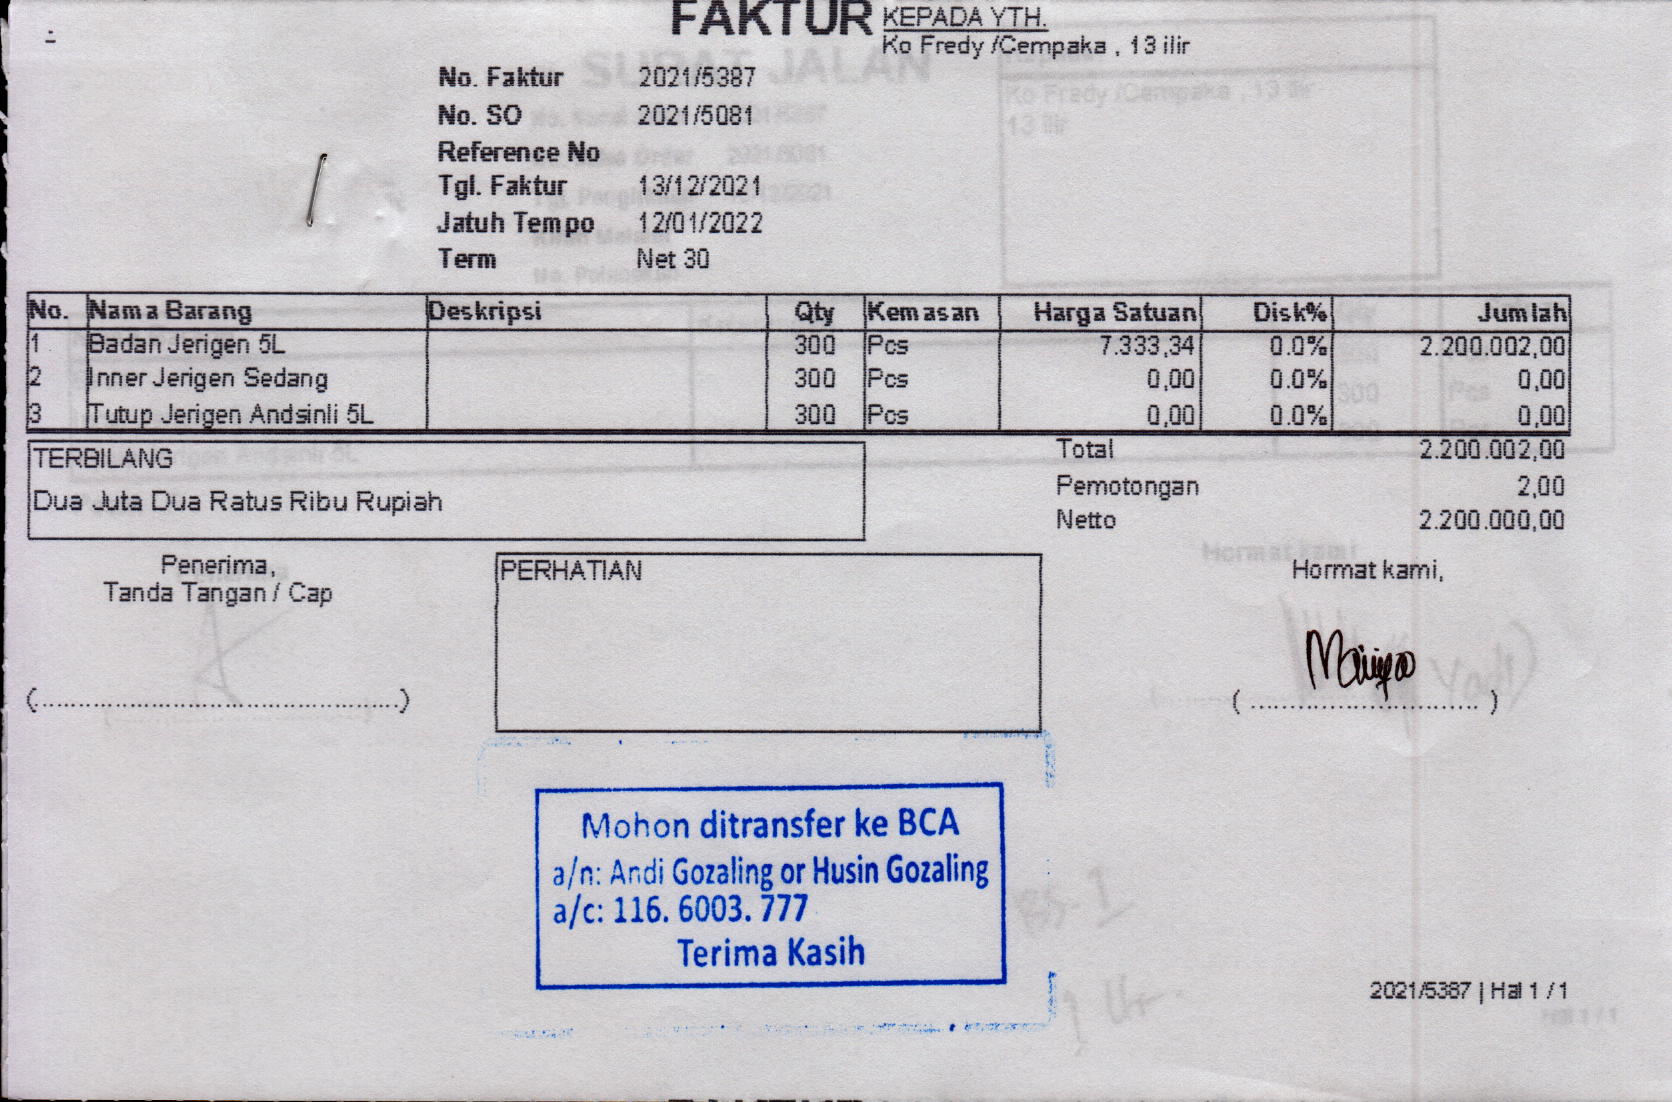 FAKTUR
KEPADA YTH.
Ko Fredy /Cempaka , 13 ilir
No. Faktur 2021/5387
No. SO 2021/5081
Reference No
Tgl. Faktur 13/12/2021
Jatuh Tempo 12/01/2022
Term Net 30
No. Nama Barang Deskripsi Qty Kemasan Harga Satuan Disk% Jumlah
1 Badan Jerigen 5L 300 Pcs 7.333,34 0.0% 2.200.002,00
2 Inner Jerigen Sedang 300 Pcs 0,00 0.0% 0,00
3 Tutup Jerigen Andsinli 5L 300 Pcs 0,00 0.0% 0,00
TERBILANG
Dua Juta Dua Ratus Ribu Rupiah
Total 2.200.002,00
Pemotongan 2,00
Netto 2.200.000,00
Penerima,
Tanda Tangan / Cap
PERHATIAN
Hormat kami,
(..............................................)
( ............................. )
Mohon ditransfer ke BCA
a/n: Andi Gozaling or Husin Gozaling
a/c: 116. 6003. 777
Terima Kasih
2021/5387 | Hal 1 / 1